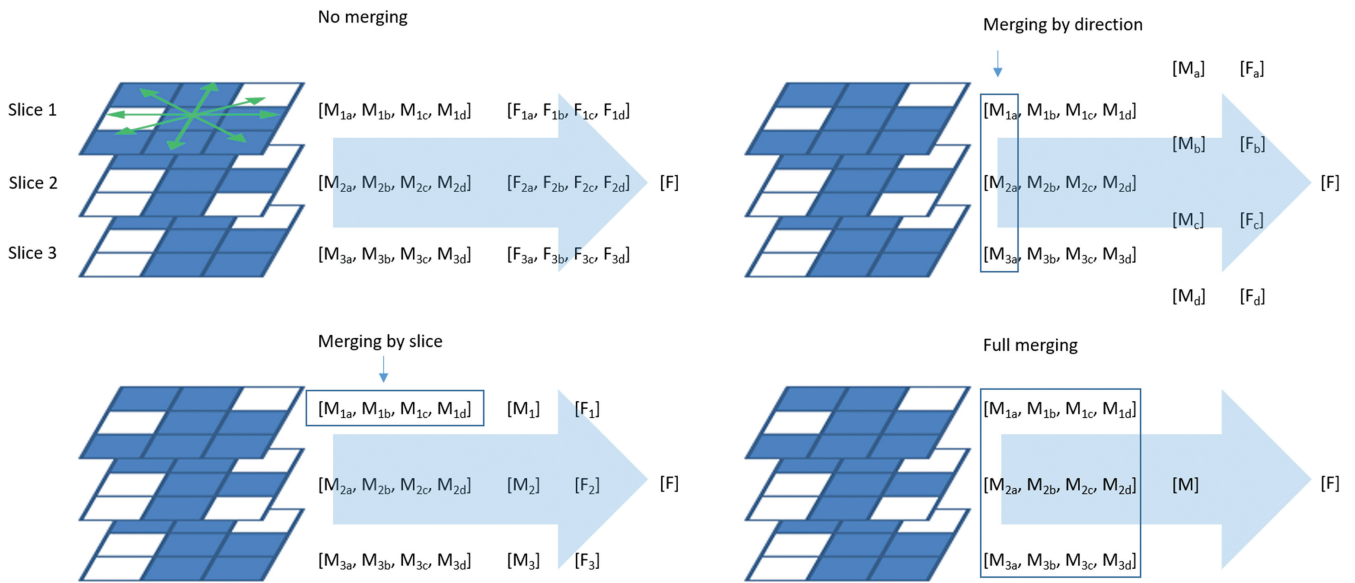 No merging
Slice 1 [M1a, M1b, M1c, M1d] [F1a, F1b, F1c, F1d]
Slice 2 [M2a, M2b, M2c, M2d] [F2a, F2b, F2c, F2d] [F]
Slice 3 [M3a, M3b, M3c, M3d] [F3a, F3b, F3c, F3d]
Merging by direction
[Ma] [Fa]
[M1a, M1b, M1c, M1d]
[Mb] [Fb]
[M2a, M2b, M2c, M2d] [F]
[Mc] [Fc]
[M3a, M3b, M3c, M3d]
[Md] [Fd]
Merging by slice
[M1a, M1b, M1c, M1d] [M1] [F1]
[M2a, M2b, M2c, M2d] [M2] [F2] [F]
[M3a, M3b, M3c, M3d] [M3] [F3]
Full merging
[M1a, M1b, M1c, M1d]
[M2a, M2b, M2c, M2d] [M] [F]
[M3a, M3b, M3c, M3d]